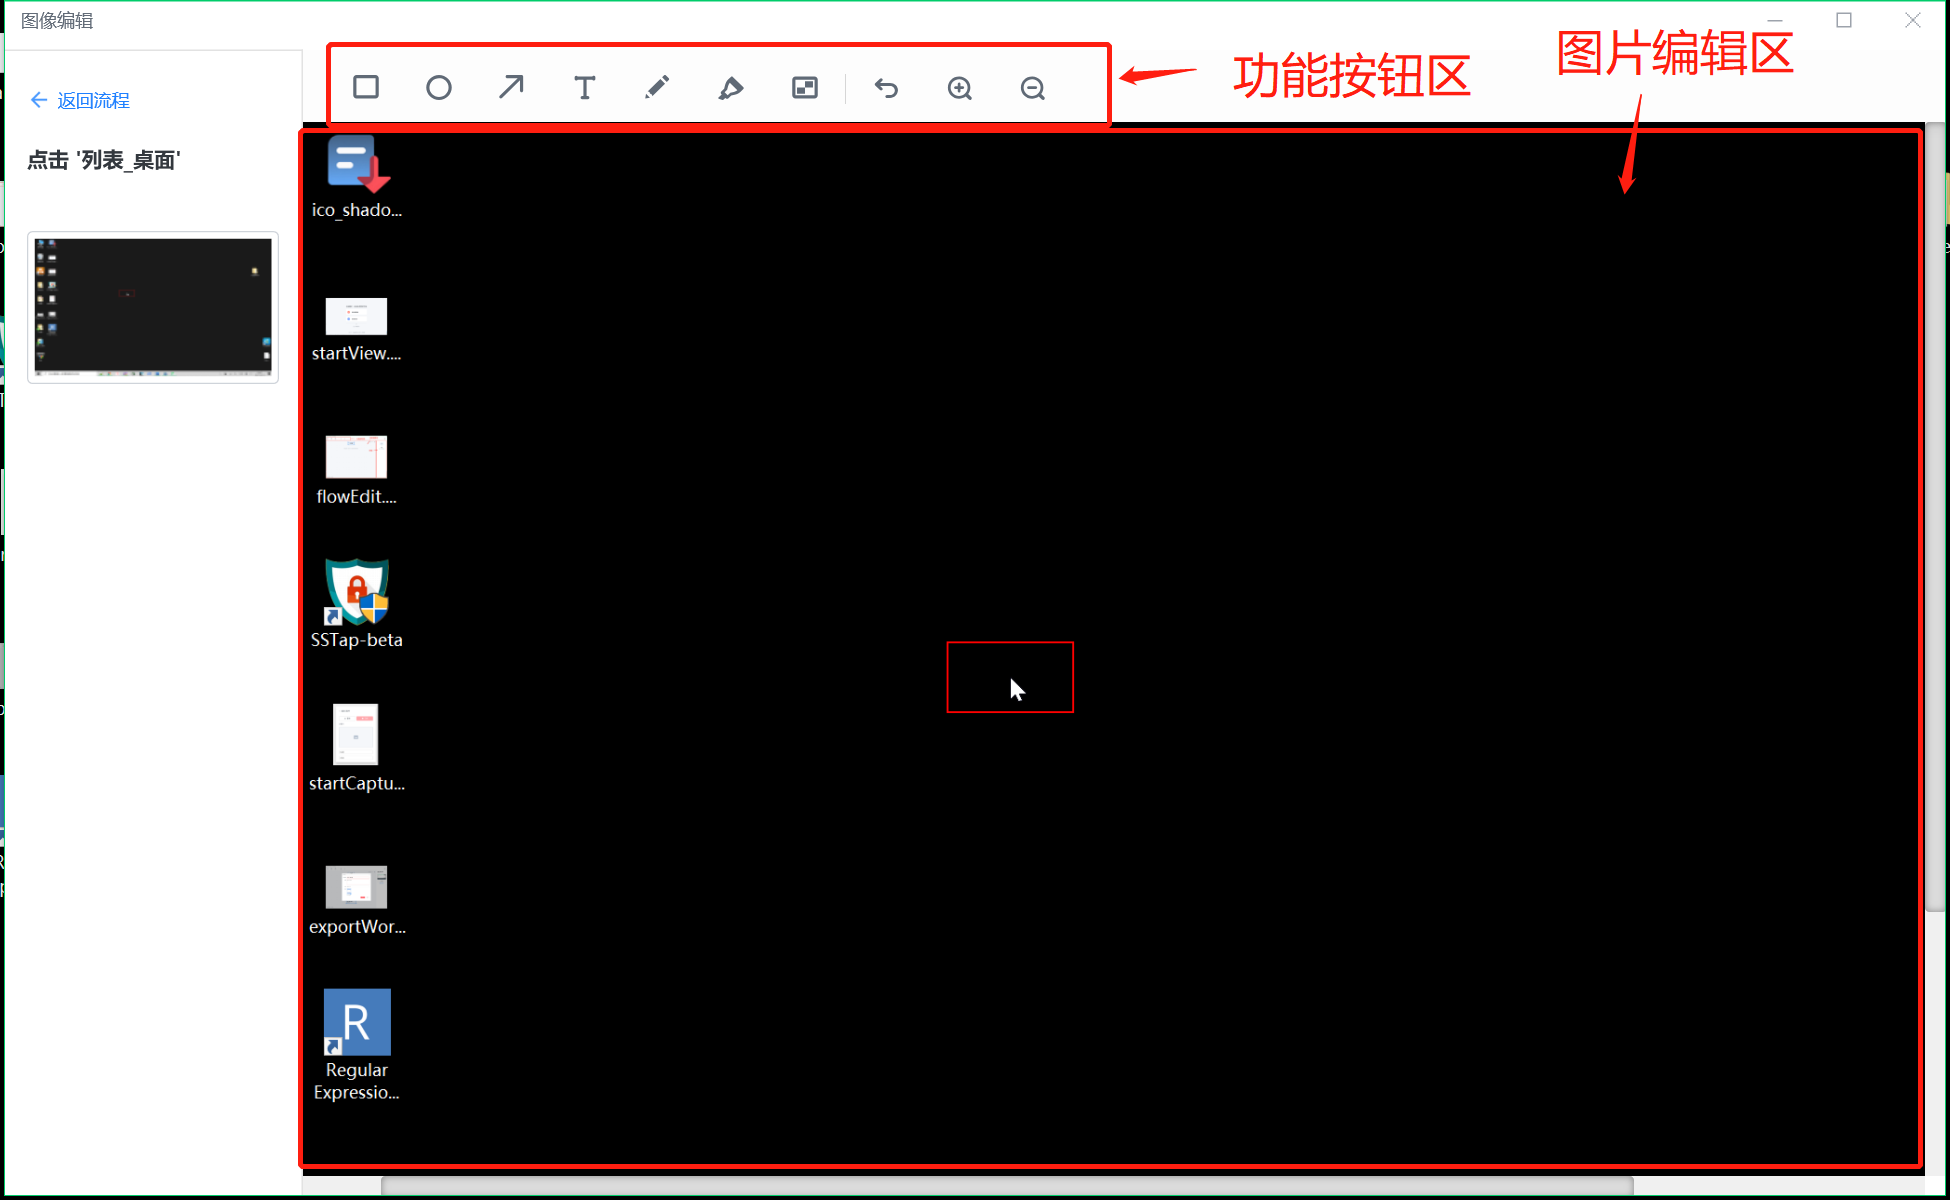 图像编辑
返回流程
点击 '列表_桌面'
功能按钮区
图片编辑区
ico_shado...
startView....
flowEdit....
SSTap-beta
startCaptu...
exportWor...
R
Regular
Expressio...